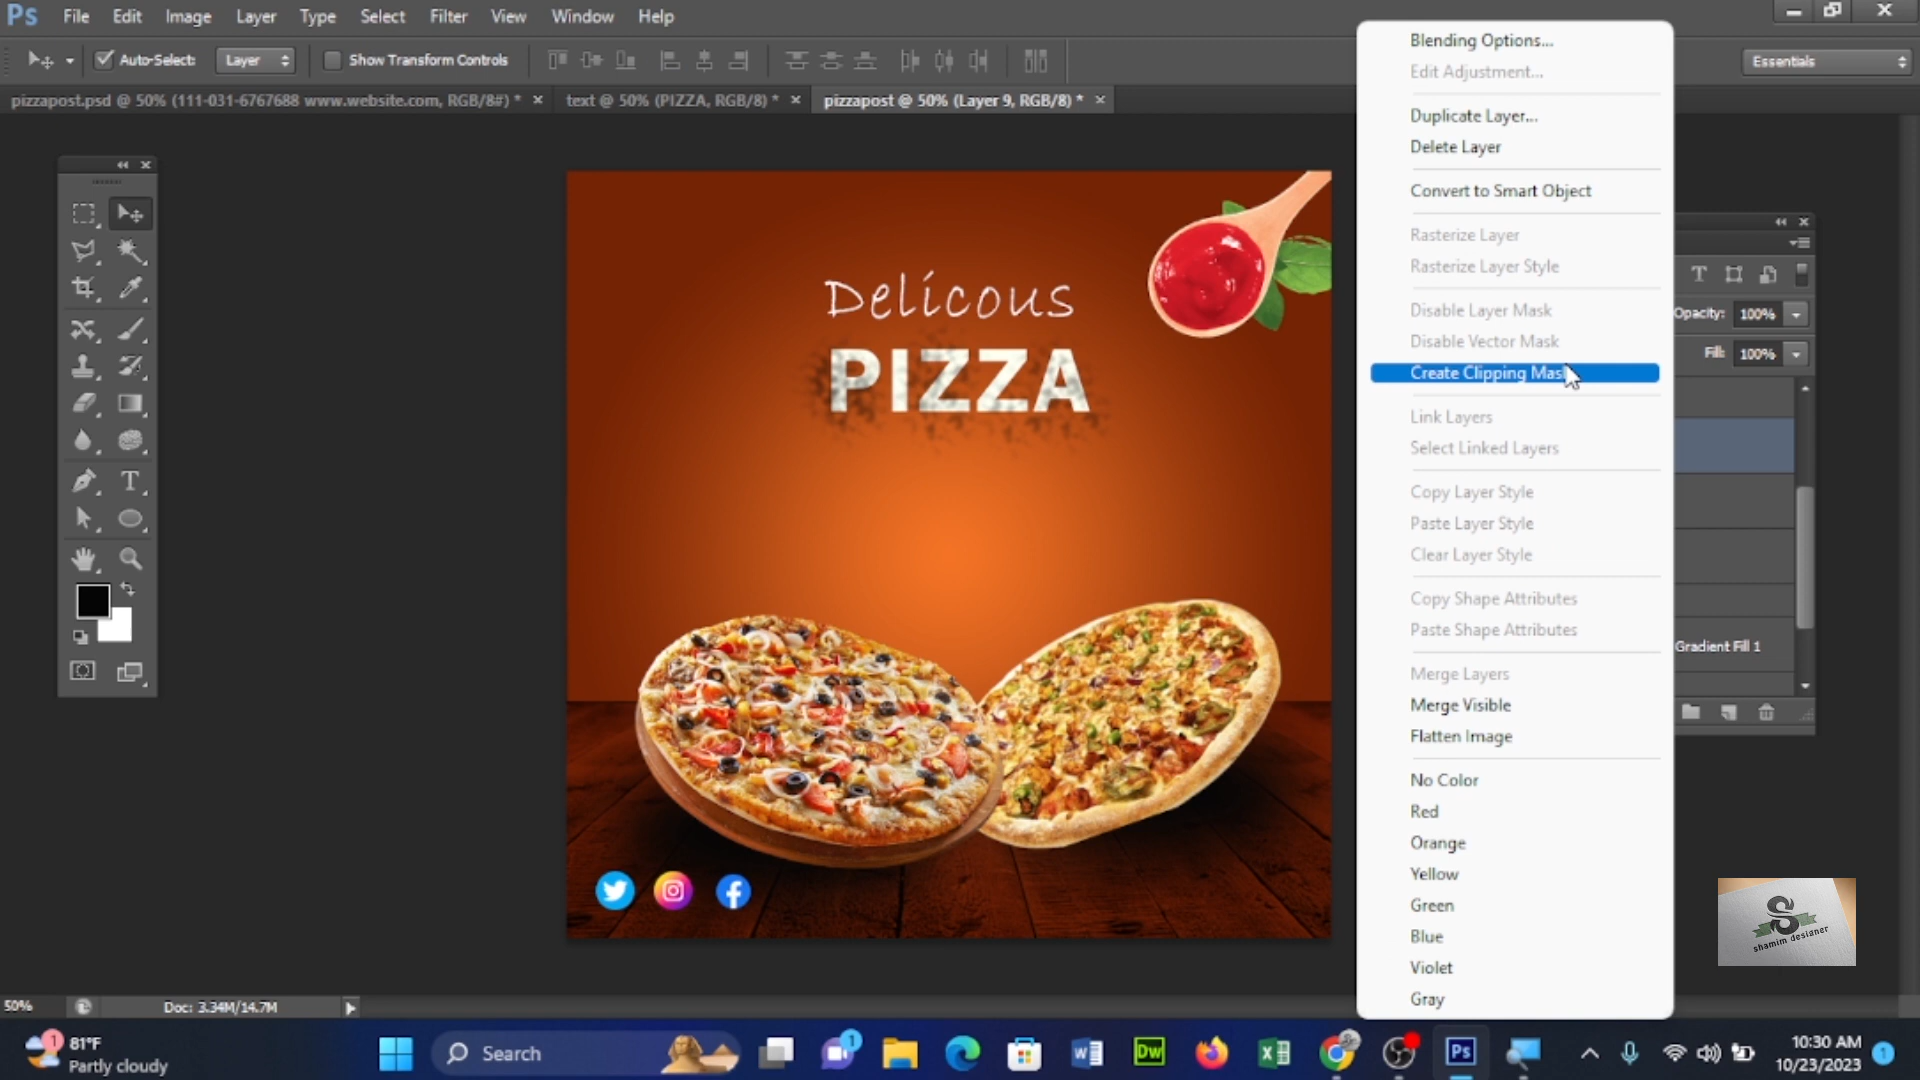 Ps File Edit Image Layer Type Select Filter View Window Help
Auto-Select: Layer Show Transform Controls Essentials
pizzapost.psd @ 50% (111-031-6767688 www.website.com, RGB/8#) * × text @ 50% (PIZZA, RGB/8) * × pizzapost @ 50% (Layer 9, RGB/8) * ×
Blending Options...
Edit Adjustment...
Duplicate Layer...
Delete Layer
Convert to Smart Object
Rasterize Layer
Rasterize Layer Style
Disable Layer Mask
Disable Vector Mask
Create Clipping Mask
Link Layers
Select Linked Layers
Copy Layer Style
Paste Layer Style
Clear Layer Style
Copy Shape Attributes
Paste Shape Attributes
Merge Layers
Merge Visible
Flatten Image
No Color
Red
Orange
Yellow
Green
Blue
Violet
Gray
Opacity: 100%
Fill: 100%
Gradient Fill 1
Delicous
PIZZA
shamim designer
50% Doc: 3.34M/14.7M
81°F
Partly cloudy
Search
10:30 AM
10/23/2023